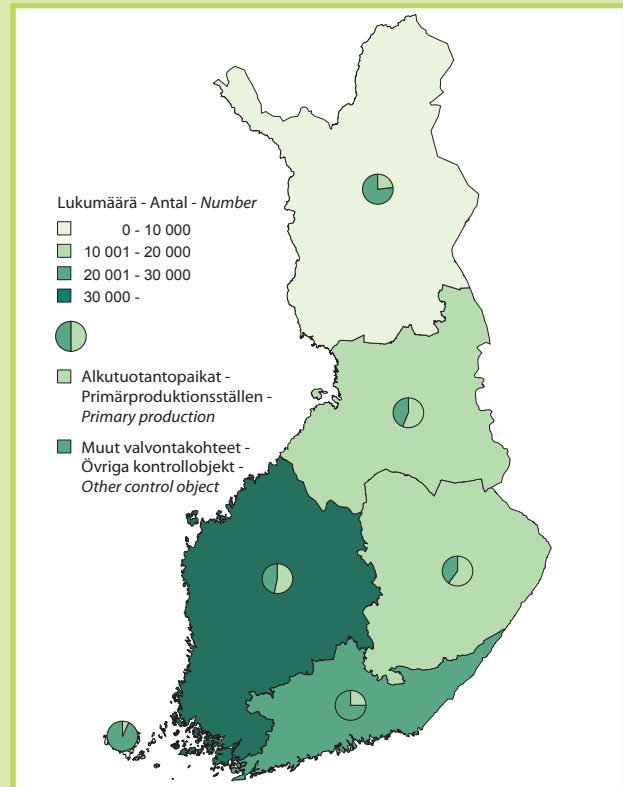 Lukumäärä - Antal - Number
0 - 10 000
10 001 - 20 000
20 001 - 30 000
30 000 -
Alkutuotantopaikat -
Primärproduktionsställen -
Primary production
Muut valvontakohteet -
Övriga kontrollobjekt -
Other control object